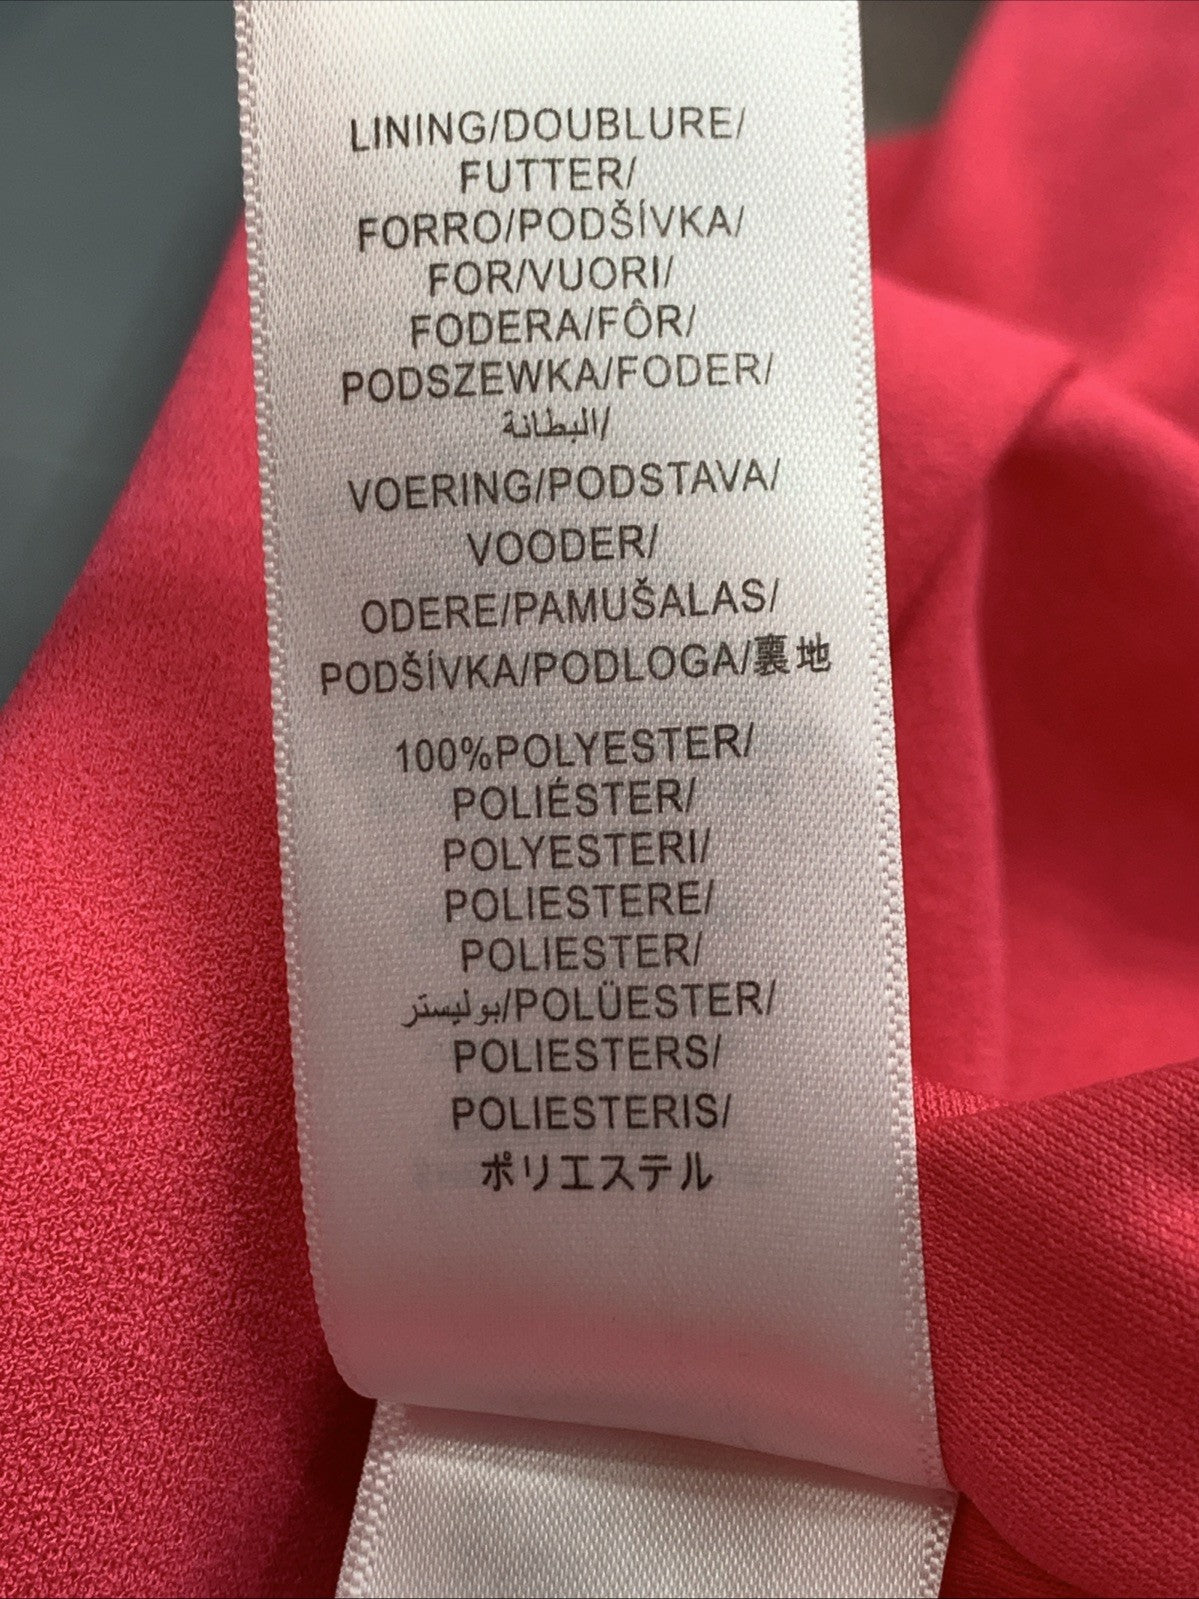 LINING/DOUBLURE/
FUTTER/
FORRO/PODŠÍVKA/
FOR/VUORI/
FODERA/FÔR/
PODSZEWKA/FODER/
البطانة/
VOERING/PODSTAVA/
VOODER/
ODERE/PAMUŠALAS/
PODŠÍVKA/PODLOGA/裏地
100%POLYESTER/
POLIÉSTER/
POLYESTERI/
POLIESTERE/
POLIESTER/
بوليستر/POLÜESTER/
POLIESTERS/
POLIESTERIS/
ポリエステル